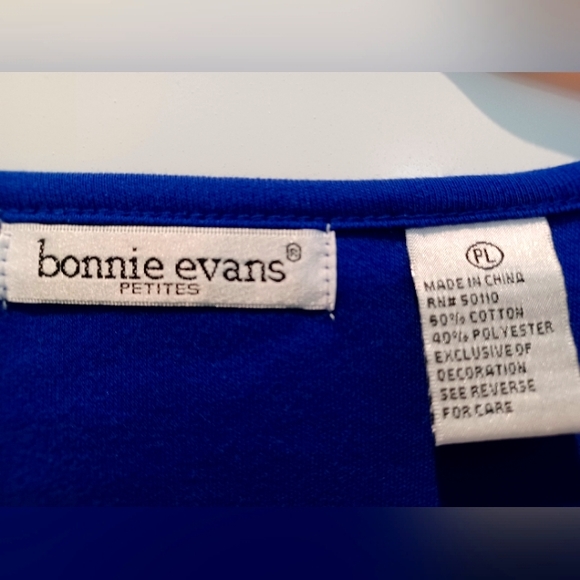 bonnie evans®
PETITES
PL
MADE IN CHINA
RN# 50110
60% COTTON
40% POLYESTER
EXCLUSIVE OF
DECORATION
SEE REVERSE
FOR CARE